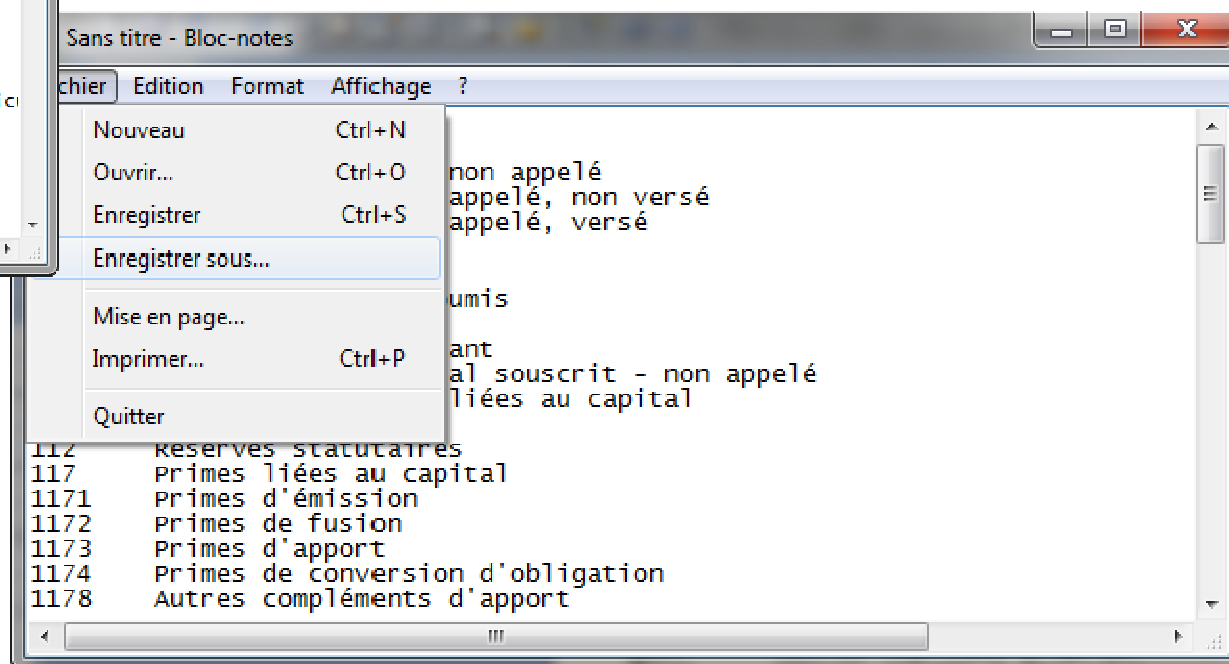 Sans titre - Bloc-notes
chier Edition Format Affichage ?
Nouveau Ctrl+N
Ouvrir... Ctrl+O
Enregistrer Ctrl+S
Enregistrer sous...
Mise en page...
Imprimer... Ctrl+P
Quitter
non appelé
appelé, non versé
appelé, versé
umis
ant
al souscrit - non appelé
liées au capital
112 Réserves statutaires
117 Primes liées au capital
1171 Primes d'émission
1172 Primes de fusion
1173 Primes d'apport
1174 Primes de conversion d'obligation
1178 Autres compléments d'apport